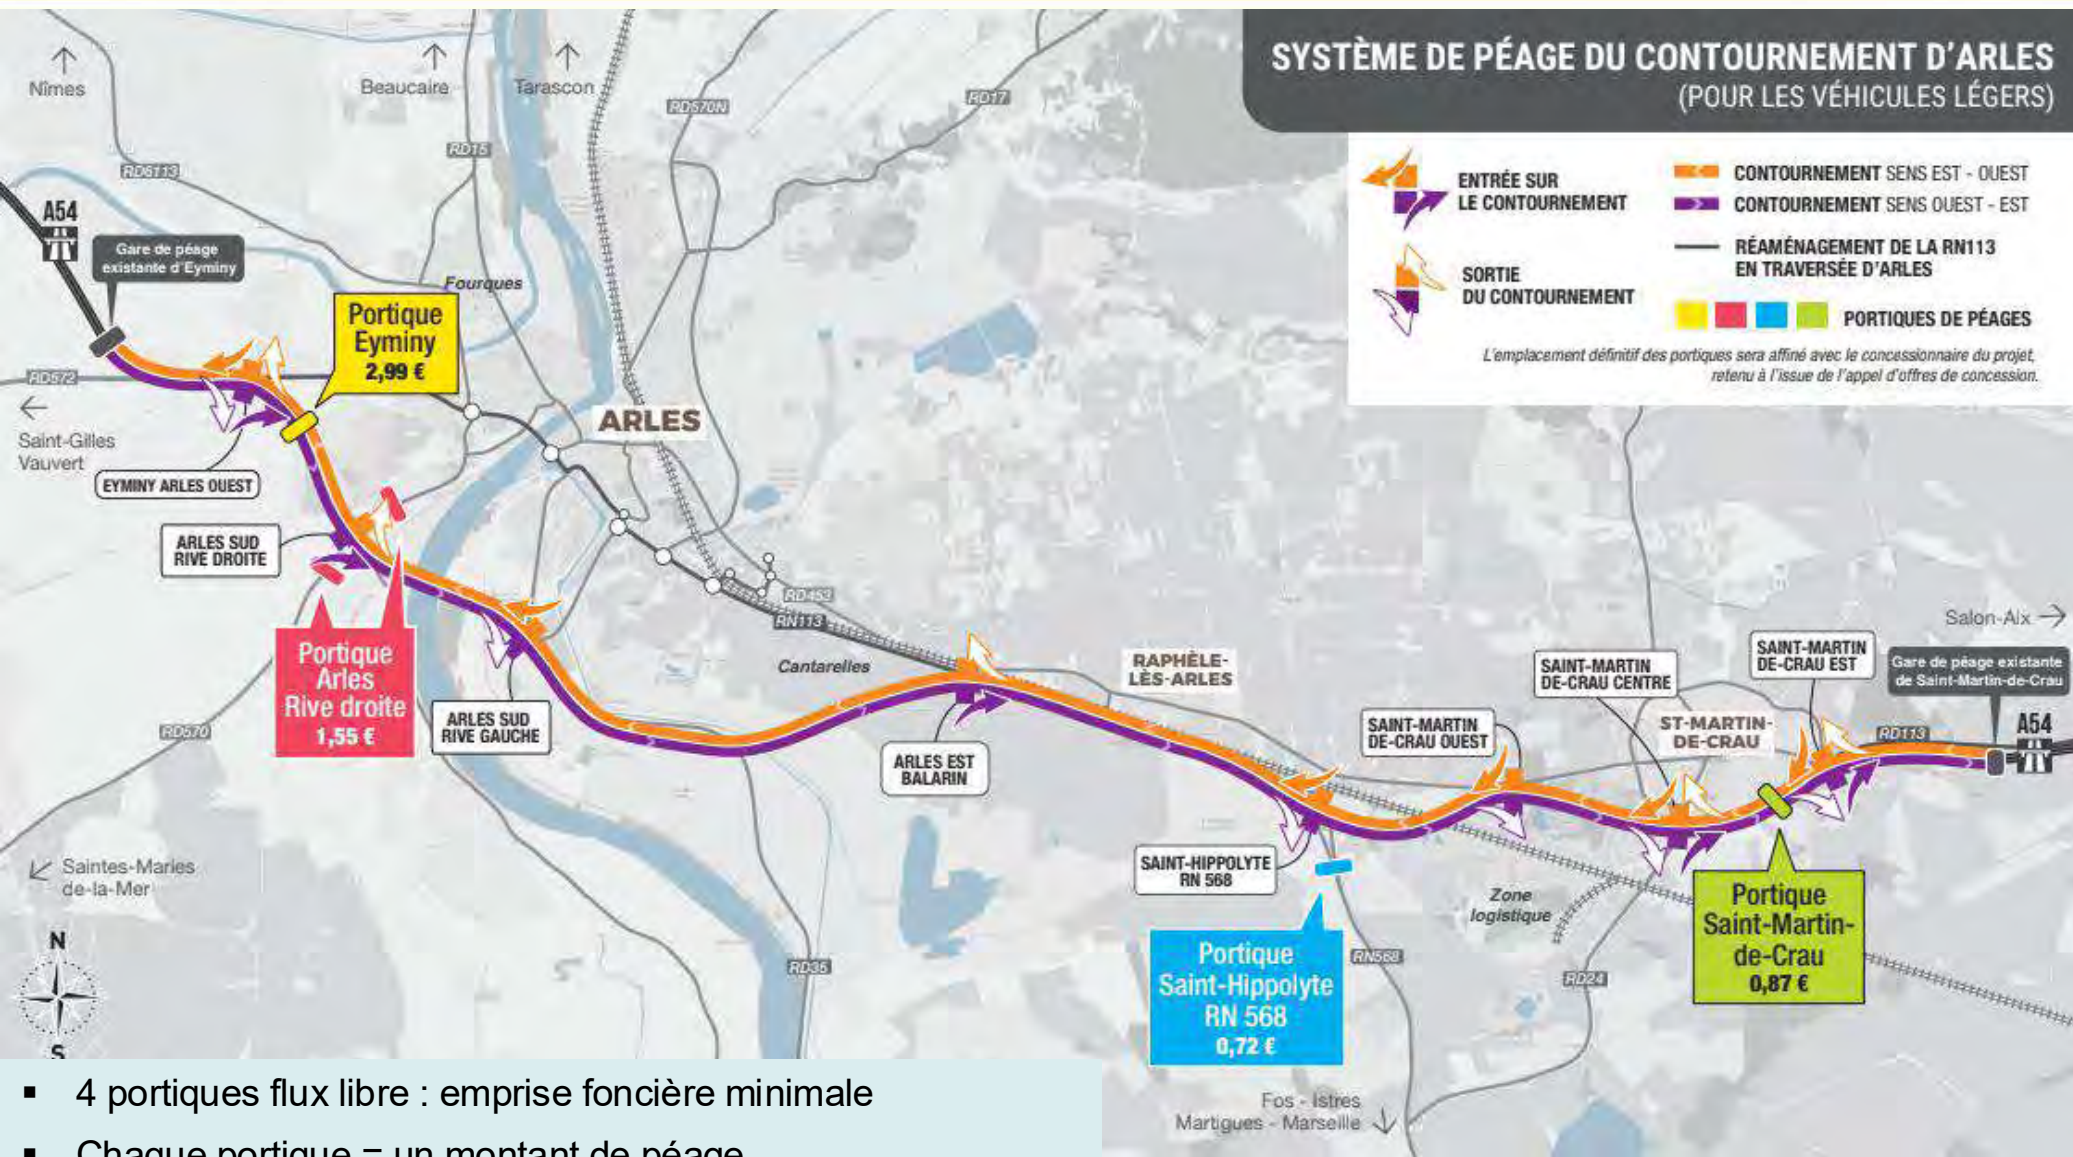 SYSTÈME DE PÉAGE DU CONTOURNEMENT D'ARLES
(POUR LES VÉHICULES LÉGERS)
ENTRÉE SUR
LE CONTOURNEMENT
SORTIE
DU CONTOURNEMENT
CONTOURNEMENT SENS EST - OUEST
CONTOURNEMENT SENS OUEST - EST
RÉAMÉNAGEMENT DE LA RN113
EN TRAVERSÉE D'ARLES
PORTIQUES DE PÉAGES
L'emplacement définitif des portiques sera affiné avec le concessionnaire du projet,
retenu à l'issue de l'appel d'offres de concession.
Nîmes
Beaucaire
Tarascon
RD570N
RD17
RD15
RD6113
A54
Gare de péage
existante d'Eyminy
Fourques
Portique
Eyminy
2,99 €
RD572
Saint-Gilles
Vauvert
ARLES
EYMINY ARLES OUEST
ARLES SUD
RIVE DROITE
Portique
Arles
Rive droite
1,55 €
RD570
ARLES SUD
RIVE GAUCHE
RD453
RN113
Cantarelles
ARLES EST
BALARIN
RAPHÈLE-
LÈS-ARLES
Salon-Aix
SAINT-MARTIN
DE-CRAU EST
SAINT-MARTIN
DE-CRAU CENTRE
Gare de péage existante
de Saint-Martin-de-Crau
SAINT-MARTIN
DE-CRAU OUEST
ST-MARTIN-
DE-CRAU
RD113
A54
SAINT-HIPPOLYTE
RN 568
Zone
logistique
Portique
Saint-Martin-
de-Crau
0,87 €
Portique
Saint-Hippolyte
RN 568
0,72 €
RN568
RD24
RD35
Saintes-Maries
de-la-Mer
N
S
Fos - Istres
Martigues - Marseille
▪ 4 portiques flux libre : emprise foncière minimale
▪ Chaque portique = un montant de péage